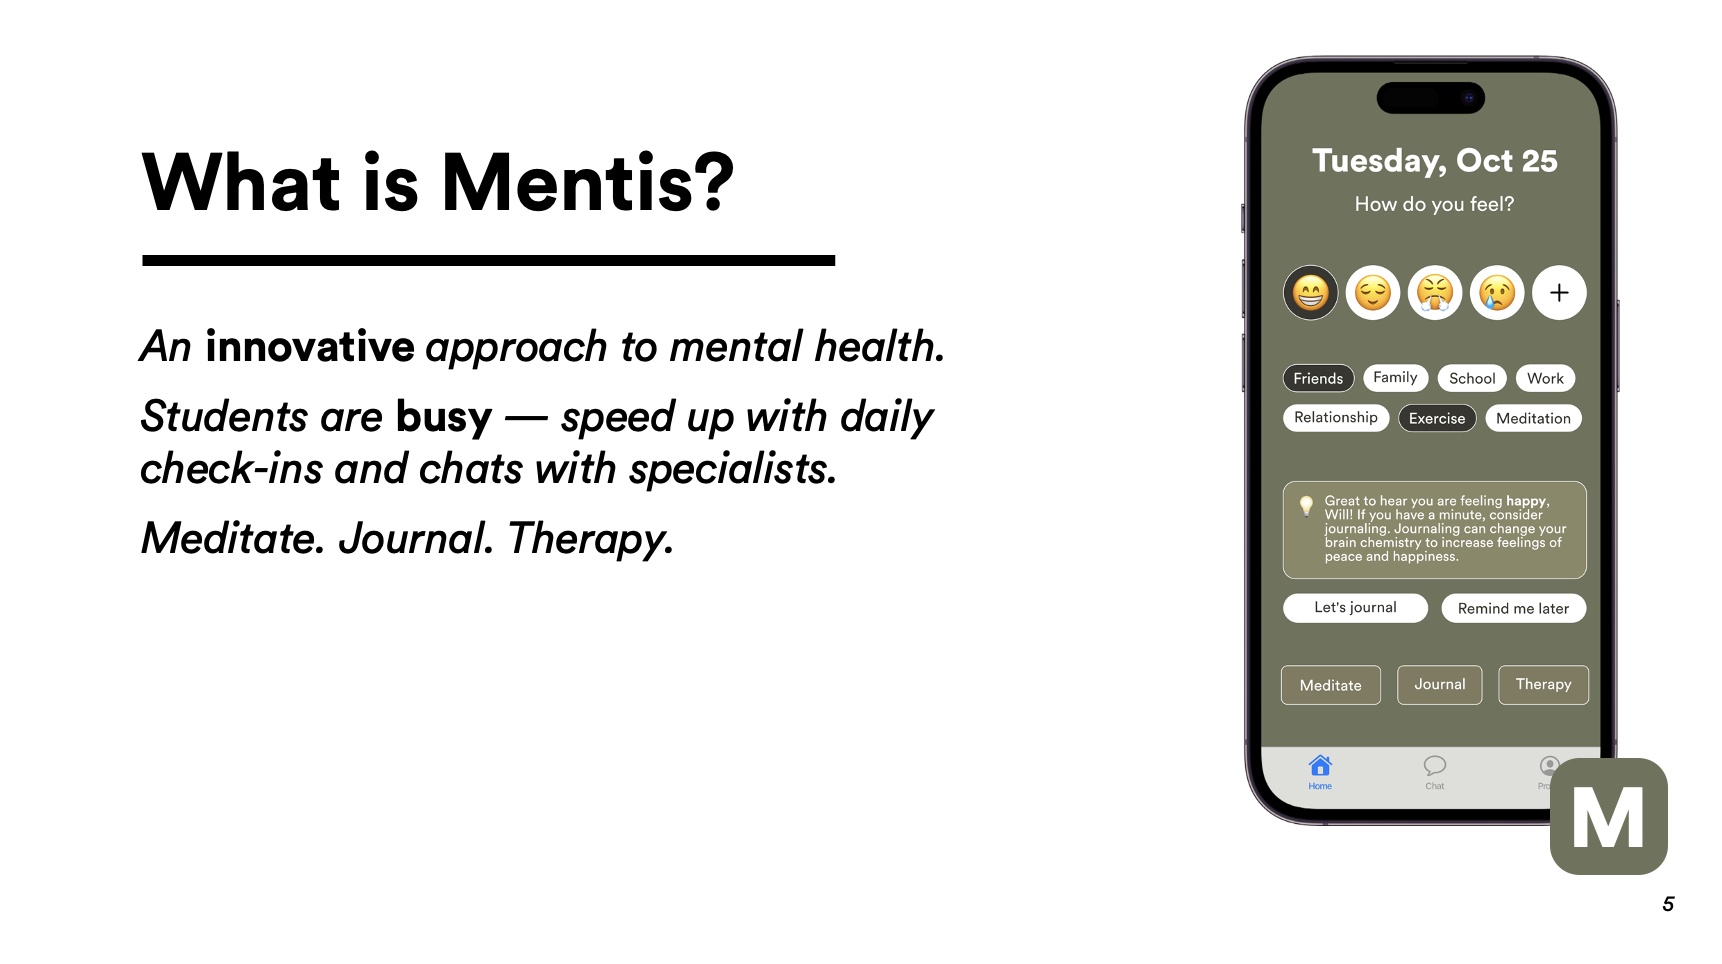 What is Mentis?
An innovative approach to mental health.
Students are busy — speed up with daily
check-ins and chats with specialists.
Meditate. Journal. Therapy.
Tuesday, Oct 25
How do you feel?
Friends Family School Work
Relationship Exercise Meditation
Great to hear you are feeling happy,
Will! If you have a minute, consider
journaling. Journaling can change your
brain chemistry to increase feelings of
peace and happiness.
Let's journal Remind me later
Meditate Journal Therapy
Home Chat
M
5